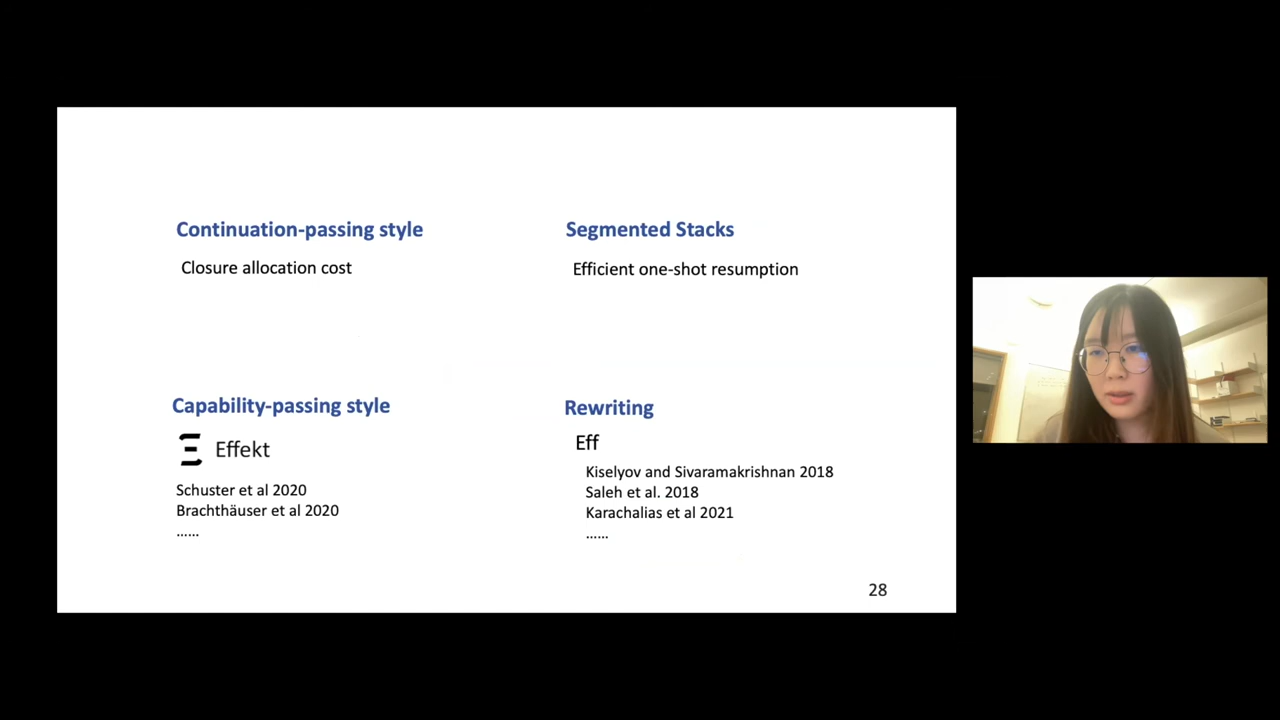 Continuation-passing style
Closure allocation cost
Segmented Stacks
Efficient one-shot resumption
Capability-passing style
Effekt
Schuster et al 2020
Brachthäuser et al 2020
......
Rewriting
Eff
Kiselyov and Sivaramakrishnan 2018
Saleh et al. 2018
Karachalias et al 2021
......
28